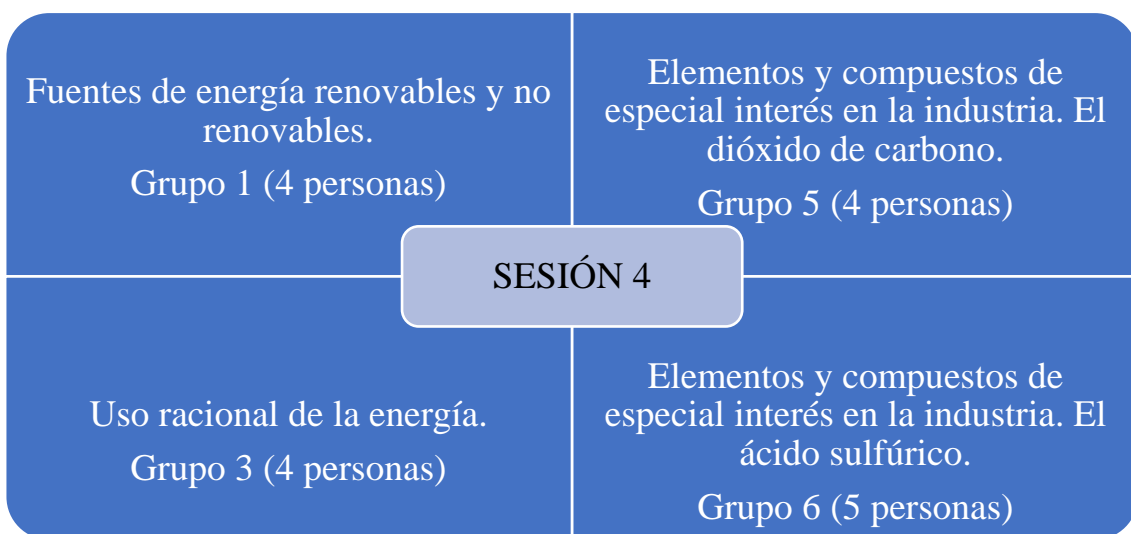 Fuentes de energía renovables y no
renovables.
Grupo 1 (4 personas)
Elementos y compuestos de
especial interés en la industria. El
dióxido de carbono.
Grupo 5 (4 personas)
SESIÓN 4
Uso racional de la energía.
Grupo 3 (4 personas)
Elementos y compuestos de
especial interés en la industria. El
ácido sulfúrico.
Grupo 6 (5 personas)